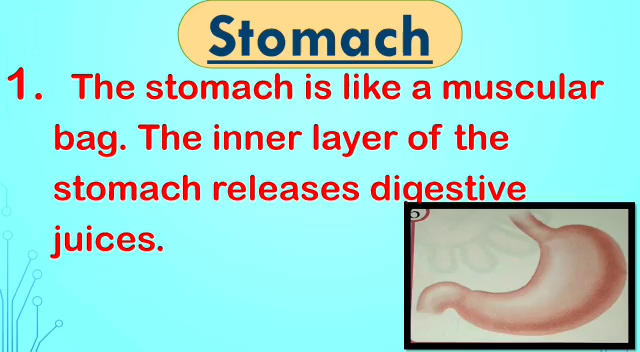 Stomach
1. The stomach is like a muscular
bag. The inner layer of the
stomach releases digestive
juices.